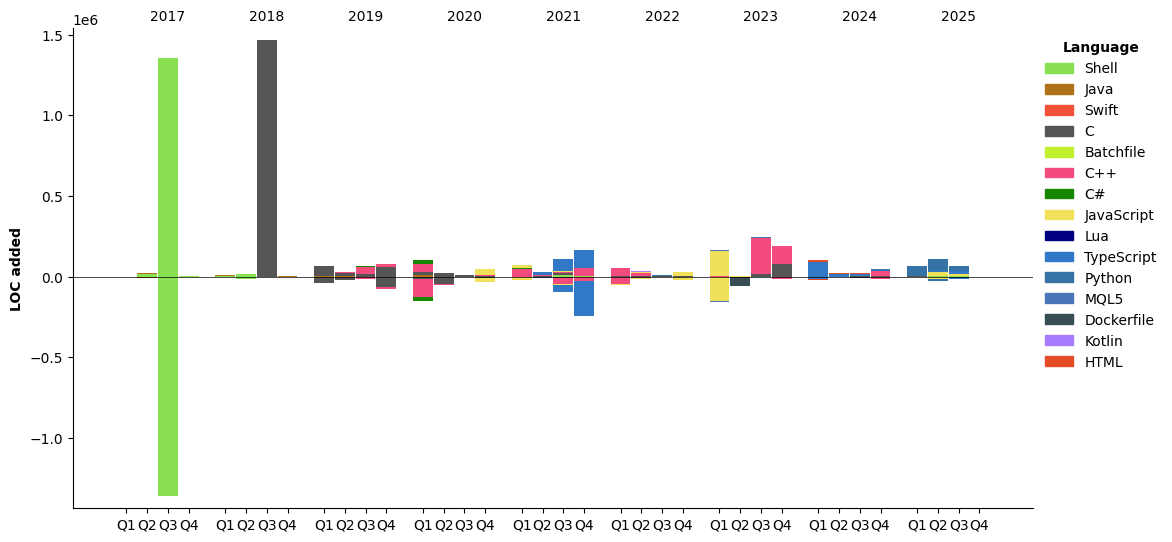 1e6
2017 2018 2019 2020 2021 2022 2023 2024 2025
1.5
1.0
0.5
0.0
−0.5
−1.0
LOC added
Q1 Q2 Q3 Q4 Q1 Q2 Q3 Q4 Q1 Q2 Q3 Q4 Q1 Q2 Q3 Q4 Q1 Q2 Q3 Q4 Q1 Q2 Q3 Q4 Q1 Q2 Q3 Q4 Q1 Q2 Q3 Q4 Q1 Q2 Q3 Q4
Language
Shell
Java
Swift
C
Batchfile
C++
C#
JavaScript
Lua
TypeScript
Python
MQL5
Dockerfile
Kotlin
HTML